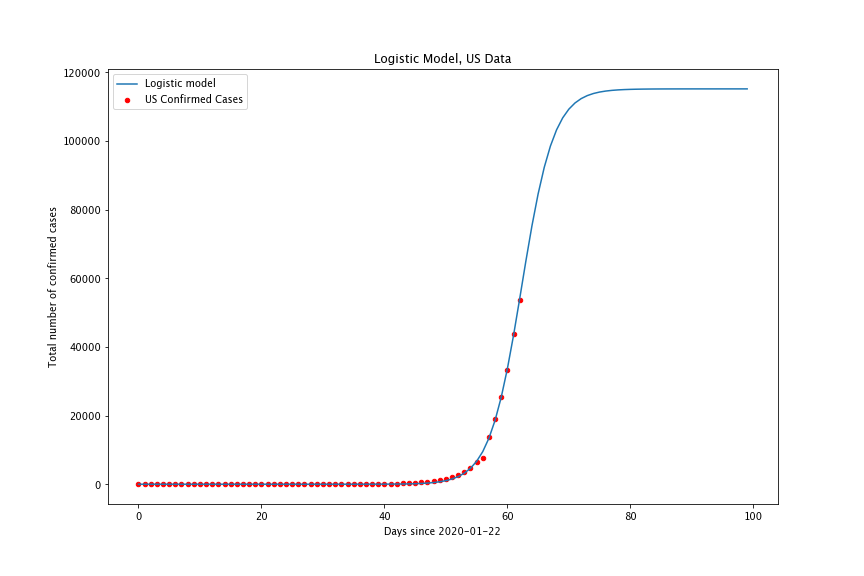 Logistic Model, US Data
Logistic model
US Confirmed Cases
Total number of confirmed cases
120000
100000
80000
60000
40000
20000
0
0 20 40 60 80 100
Days since 2020-01-22